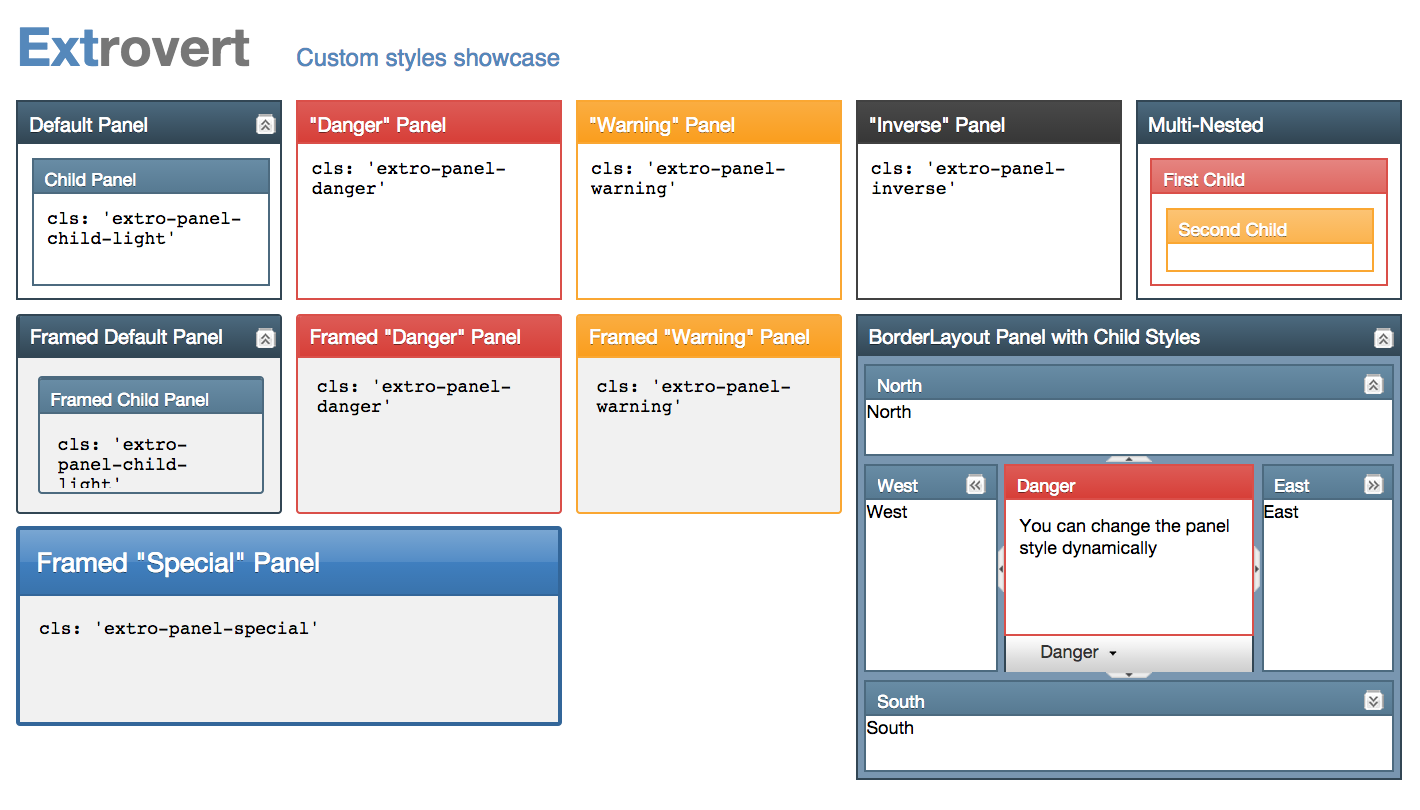 Extrovert
Custom styles showcase
Default Panel
Child Panel
cls: 'extro-panel-
child-light'
"Danger" Panel
cls: 'extro-panel-
danger'
"Warning" Panel
cls: 'extro-panel-
warning'
"Inverse" Panel
cls: 'extro-panel-
inverse'
Multi-Nested
First Child
Second Child
Framed Default Panel
Framed Child Panel
cls: 'extro-
panel-child-
light'
Framed "Danger" Panel
cls: 'extro-panel-
danger'
Framed "Warning" Panel
cls: 'extro-panel-
warning'
BorderLayout Panel with Child Styles
North
North
West
West
Danger
You can change the panel
style dynamically
Danger
East
East
South
South
Framed "Special" Panel
cls: 'extro-panel-special'